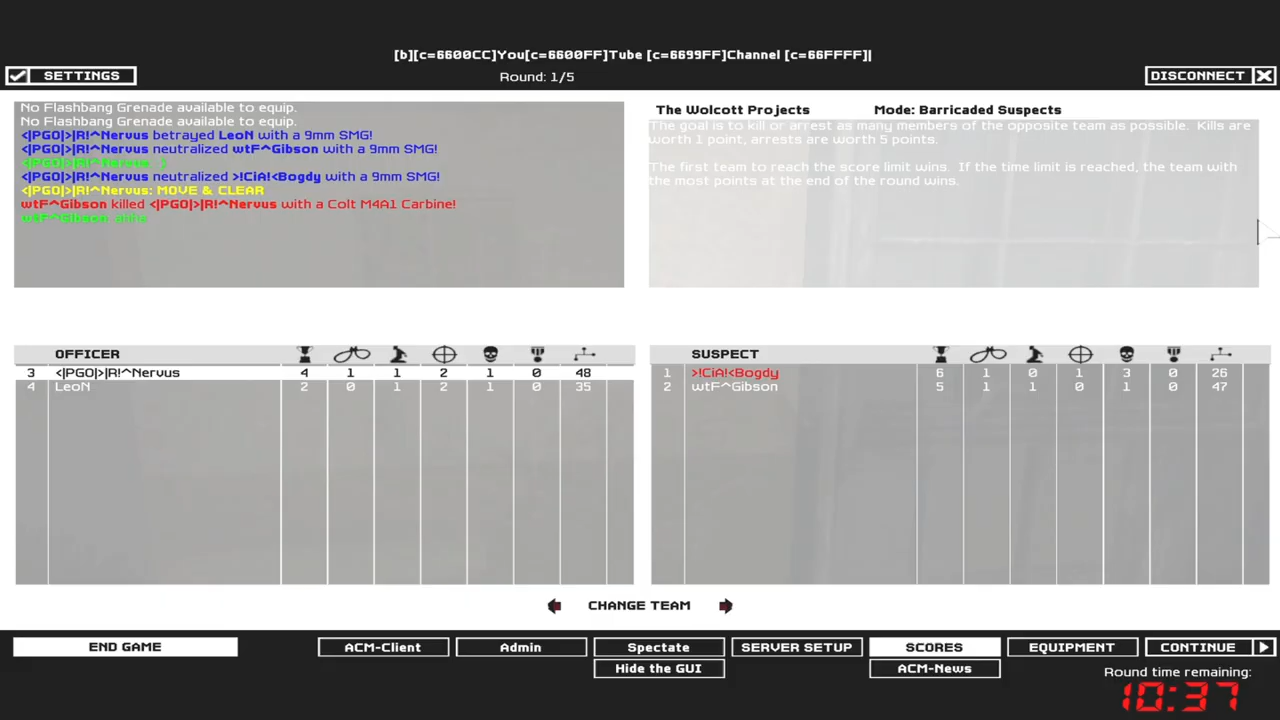 [b][c=6600CC]You[c=6600FF]Tube [c=6699FF]Channel [c=66FFFF]|
SETTINGS
Round: 1/5
DISCONNECT
No Flashbang Grenade available to equip.
No Flashbang Grenade available to equip.
<|PGO|>|R!^Nervus betrayed LeoN with a 9mm SMG!
<|PGO|>|R!^Nervus neutralized wtF^Gibson with a 9mm SMG!
<|PGO|>|R!^Nervus: :)
<|PGO|>|R!^Nervus neutralized >!CiA!<Bogdy with a 9mm SMG!
<|PGO|>|R!^Nervus: MOVE & CLEAR
wtF^Gibson killed <|PGO|>|R!^Nervus with a Colt M4A1 Carbine!
wtF^Gibson: ahha
The Wolcott Projects Mode: Barricaded Suspects
The goal is to kill or arrest as many members of the opposite team as possible. Kills are
worth 1 point, arrests are worth 5 points.
The first team to reach the score limit wins. If the time limit is reached, the team with
the most points at the end of the round wins.
OFFICER
3 <|PGO|>|R!^Nervus 4 1 1 2 1 0 48
4 LeoN 2 0 1 2 1 0 35
SUSPECT
1 >!CiA!<Bogdy 6 1 0 1 3 0 26
2 wtF^Gibson 5 1 1 0 1 0 47
CHANGE TEAM
END GAME
ACM-Client
Admin
Spectate
SERVER SETUP
SCORES
EQUIPMENT
CONTINUE
Hide the GUI
ACM-News
Round time remaining:
10:37